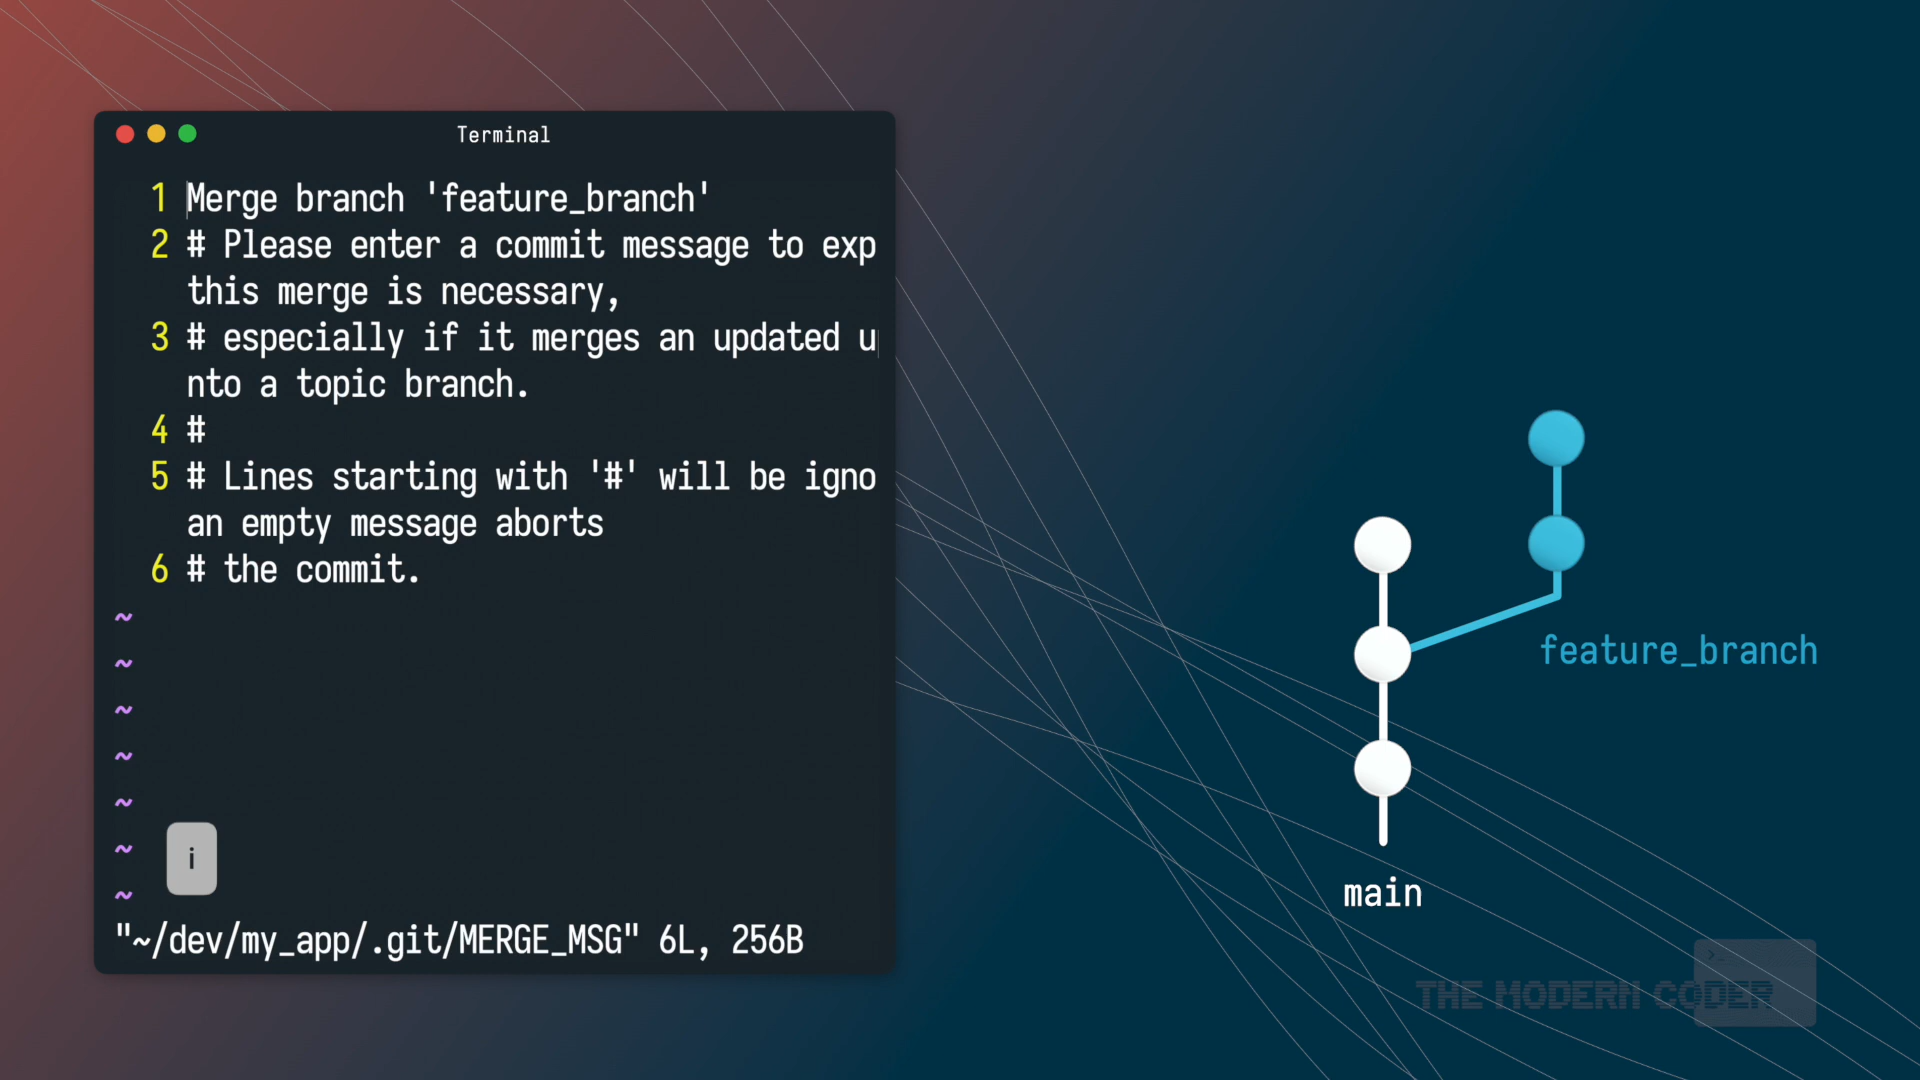 Terminal
1 Merge branch 'feature_branch'
2 # Please enter a commit message to exp
this merge is necessary,
3 # especially if it merges an updated u
nto a topic branch.
4 #
5 # Lines starting with '#' will be igno
an empty message aborts
6 # the commit.
~
~
~
~
~
~
~
i
"~/dev/my_app/.git/MERGE_MSG" 6L, 256B
feature_branch
main
>_
THE MODERN CODER